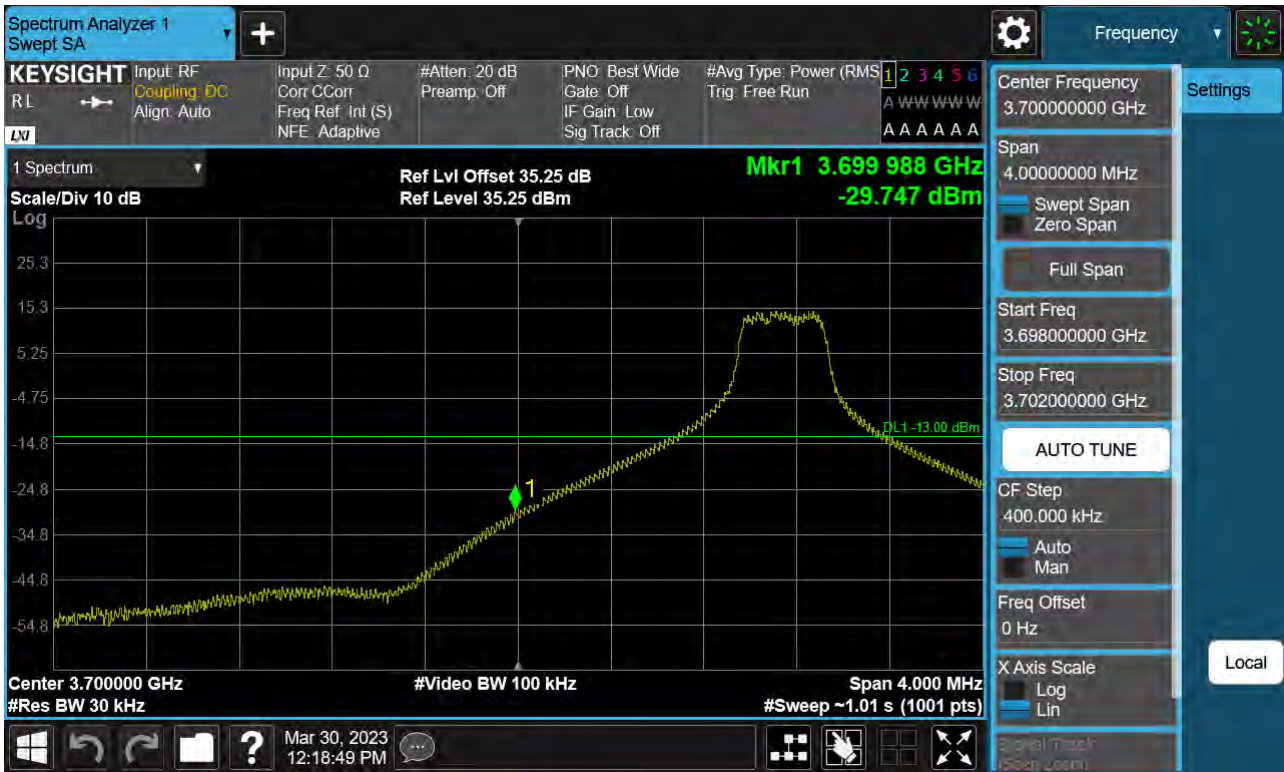 Spectrum Analyzer 1
Swept SA
+
Frequency
KEYSIGHT
RL
LXI
Input: RF
Coupling: DC
Align: Auto
Input Z: 50 Ω
Corr CCorr
Freq Ref: Int (S)
NFE: Adaptive
#Atten: 20 dB
Preamp: Off
PNO: Best Wide
Gate: Off
IF Gain: Low
Sig Track: Off
#Avg Type: Power (RMS
Trig: Free Run
1 2 3 4 5 6
A W W W W W
A A A A A A
1 Spectrum
Scale/Div 10 dB
Log
Ref Lvl Offset 35.25 dB
Ref Level 35.25 dBm
Mkr1 3.699 988 GHz
-29.747 dBm
25.3
15.3
5.25
-4.75
-14.8
-24.8
-34.8
-44.8
-54.8
DL1 -13.00 dBm
1
Center 3.700000 GHz
#Res BW 30 kHz
#Video BW 100 kHz
Span 4.000 MHz
#Sweep ~1.01 s (1001 pts)
Center Frequency
3.700000000 GHz
Span
4.00000000 MHz
Swept Span
Zero Span
Full Span
Start Freq
3.698000000 GHz
Stop Freq
3.702000000 GHz
AUTO TUNE
CF Step
400.000 kHz
Auto
Man
Freq Offset
0 Hz
X Axis Scale
Log
Lin
Signal Track
(Span Zoom)
Settings
Local
?
Mar 30, 2023
12:18:49 PM